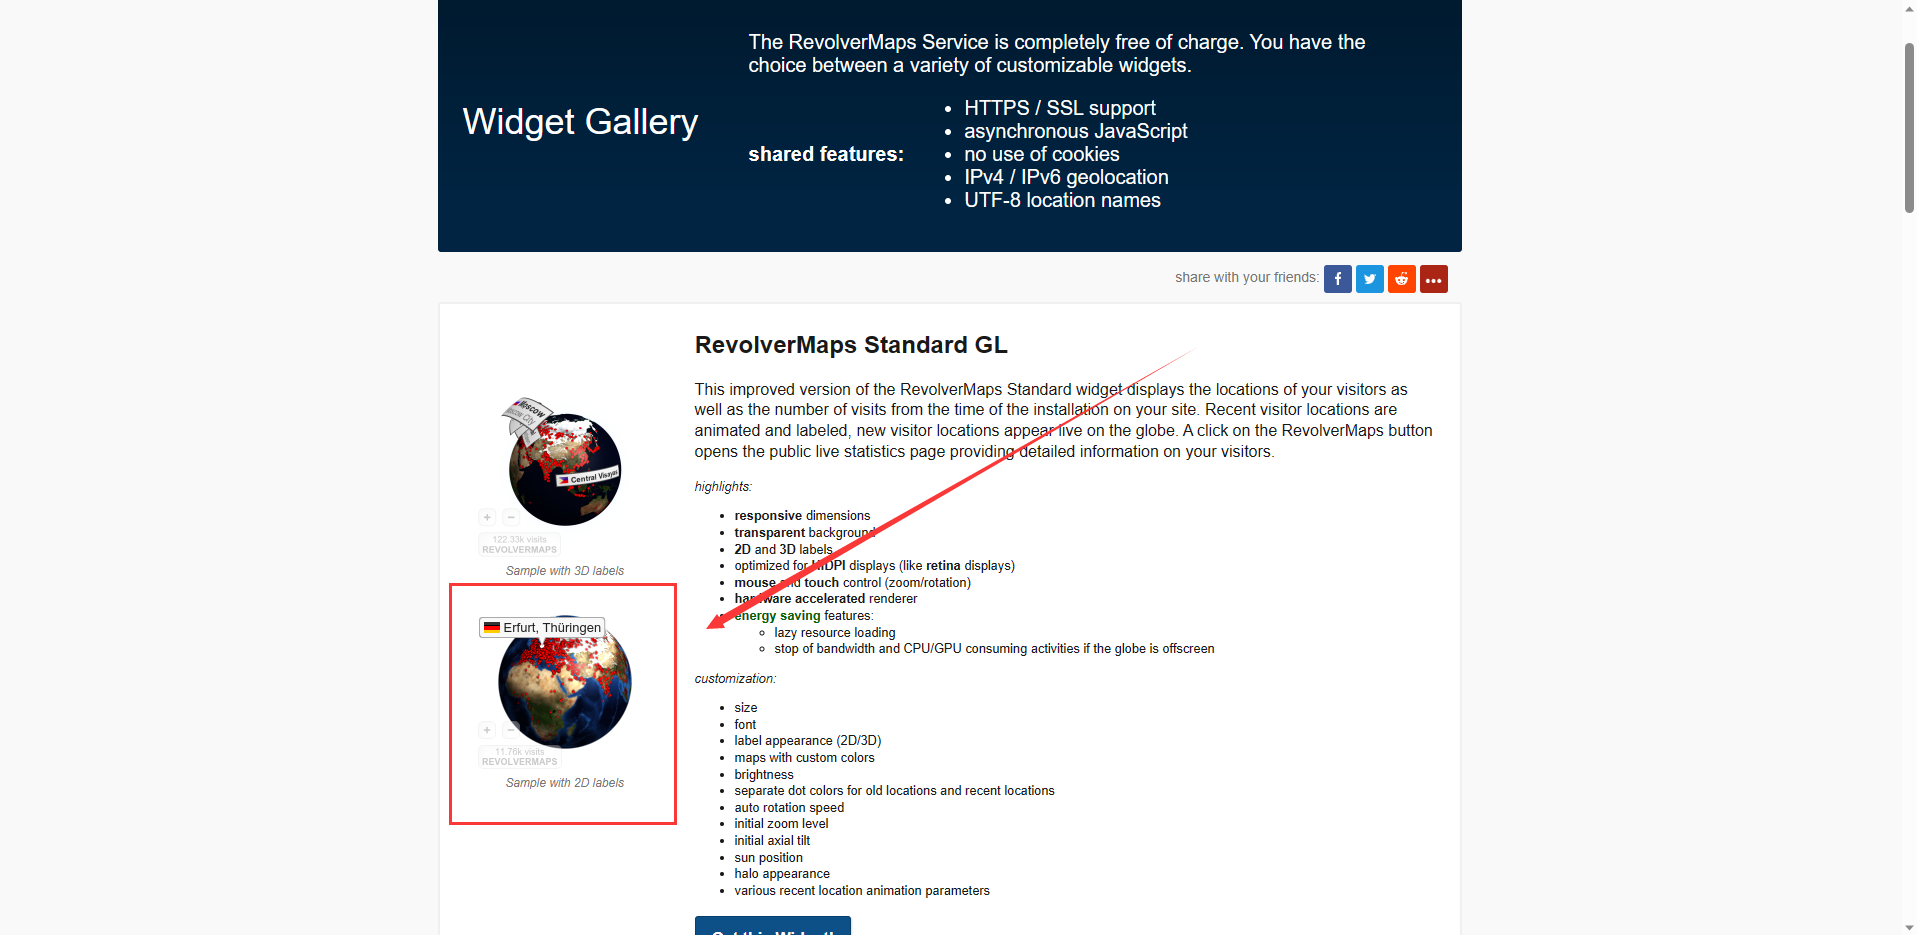 The RevolverMaps Service is completely free of charge. You have the
choice between a variety of customizable widgets.
Widget Gallery
shared features:
HTTPS / SSL support
asynchronous JavaScript
no use of cookies
IPv4 / IPv6 geolocation
UTF-8 location names
share with your friends:
RevolverMaps Standard GL
This improved version of the RevolverMaps Standard widget displays the locations of your visitors as
well as the number of visits from the time of the installation on your site. Recent visitor locations are
animated and labeled, new visitor locations appear live on the globe. A click on the RevolverMaps button
opens the public live statistics page providing detailed information on your visitors.
highlights:
responsive dimensions
transparent background
2D and 3D labels
optimized for HiDPI displays (like retina displays)
mouse and touch control (zoom/rotation)
hardware accelerated renderer
energy saving features:
lazy resource loading
stop of bandwidth and CPU/GPU consuming activities if the globe is offscreen
customization:
size
font
label appearance (2D/3D)
maps with custom colors
brightness
separate dot colors for old locations and recent locations
auto rotation speed
initial zoom level
initial axial tilt
sun position
halo appearance
various recent location animation parameters
Get this Widget!
Moscow
Moscow City
Central Visayas
+ −
122.33k visits
REVOLVERMAPS
Sample with 3D labels
Erfurt, Thüringen
+ −
11.76k visits
REVOLVERMAPS
Sample with 2D labels